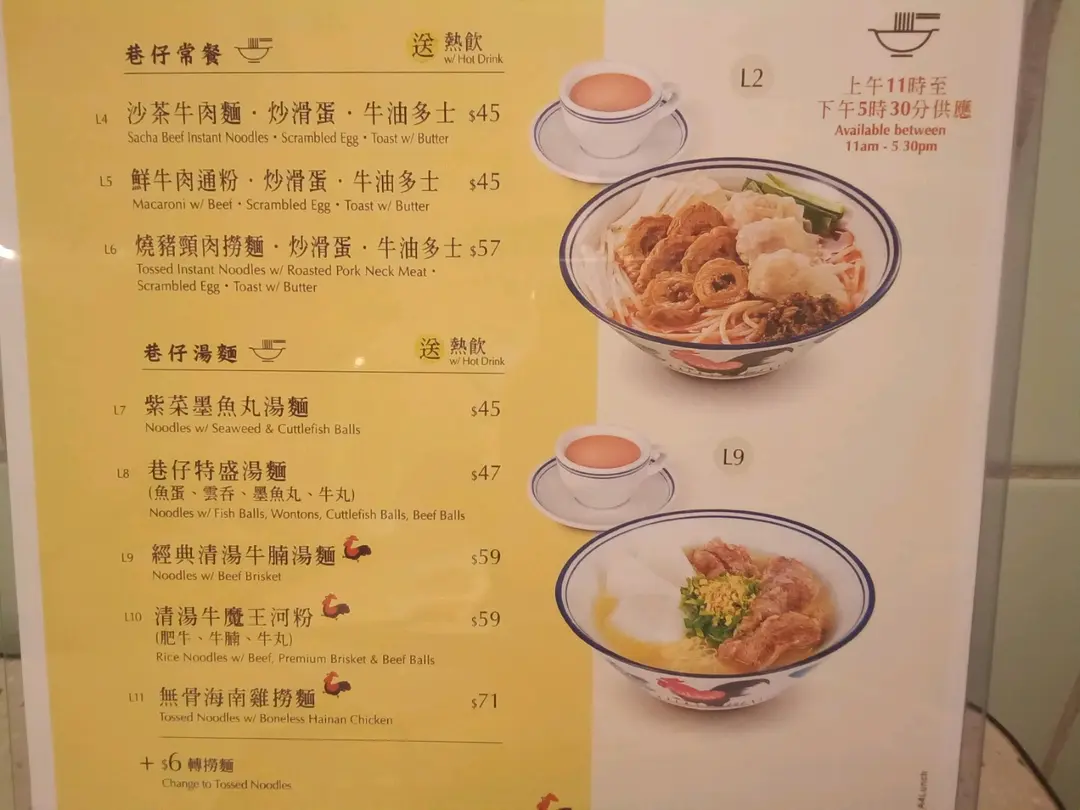 巷仔常餐 送 熱飲
w/ Hot Drink
L4 沙茶牛肉麵·炒滑蛋·牛油多士 $45
Sacha Beef Instant Noodles • Scrambled Egg • Toast w/ Butter
L5 鮮牛肉通粉·炒滑蛋·牛油多士 $45
Macaroni w/ Beef • Scrambled Egg • Toast w/ Butter
L6 燒豬頸肉撈麵·炒滑蛋·牛油多士 $57
Tossed Instant Noodles w/ Roasted Pork Neck Meat •
Scrambled Egg • Toast w/ Butter
巷仔湯麵 送 熱飲
w/ Hot Drink
L7 紫菜墨魚丸湯麵 $45
Noodles w/ Seaweed & Cuttlefish Balls
L8 巷仔特盛湯麵 $47
(魚蛋、雲吞、墨魚丸、牛丸)
Noodles w/ Fish Balls, Wontons, Cuttlefish Balls, Beef Balls
L9 經典清湯牛腩湯麵 $59
Noodles w/ Beef Brisket
L10 清湯牛魔王河粉 $59
(肥牛、牛腩、牛丸)
Rice Noodles w/ Beef, Premium Brisket & Beef Balls
L11 無骨海南雞撈麵 $71
Tossed Noodles w/ Boneless Hainan Chicken
+ $6 轉撈麵
Change to Tossed Noodles
L2
上午11時至
下午5時30分供應
Available between
11am - 5.30pm
L9